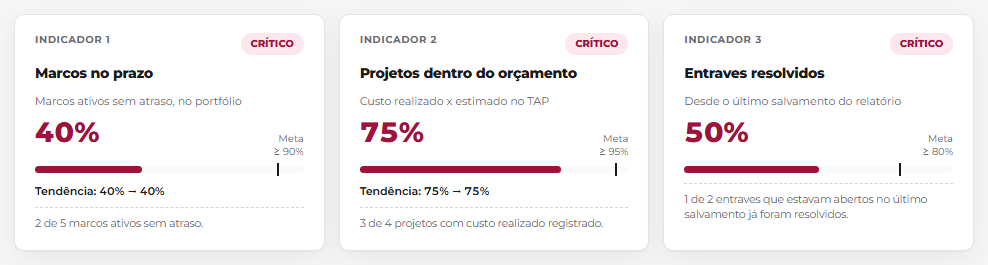 INDICADOR 1
CRÍTICO
Marcos no prazo
Marcos ativos sem atraso, no portfólio
40%
Meta
≥ 90%
Tendência: 40% → 40%
2 de 5 marcos ativos sem atraso.
INDICADOR 2
CRÍTICO
Projetos dentro do orçamento
Custo realizado x estimado no TAP
75%
Meta
≥ 95%
Tendência: 75% → 75%
3 de 4 projetos com custo realizado registrado.
INDICADOR 3
CRÍTICO
Entraves resolvidos
Desde o último salvamento do relatório
50%
Meta
≥ 80%
1 de 2 entraves que estavam abertos no último
salvamento já foram resolvidos.